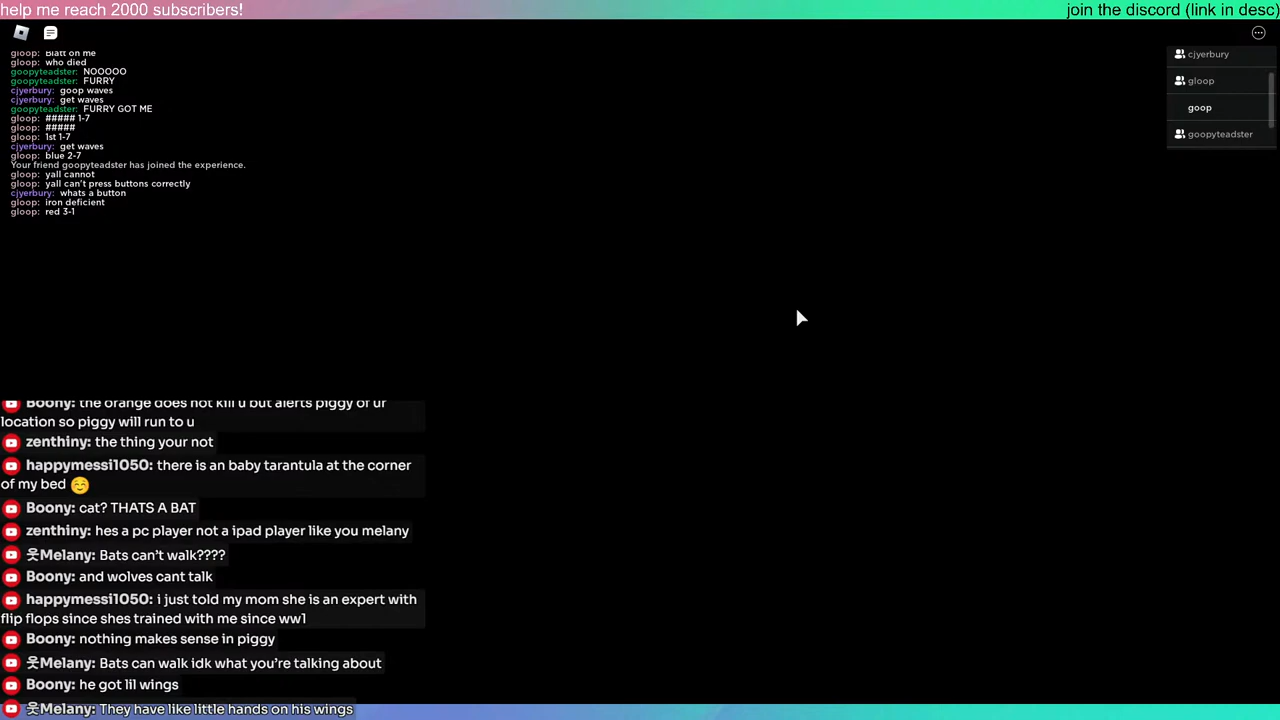 help me reach 2000 subscribers!
join the discord (link in desc)
gloop: Blatt on me
gloop: who died
goopyteadster: NOOOOO
goopyteadster: FURRY
cjyerbury: goop waves
cjyerbury: get waves
goopyteadster: FURRY GOT ME
gloop: ##### 1-7
gloop: #####
gloop: 1st 1-7
cjyerbury: get waves
gloop: blue 2-7
Your friend goopyteadster has joined the experience.
gloop: yall cannot
gloop: yall can't press buttons correctly
cjyerbury: whats a button
gloop: iron deficient
gloop: red 3-1
cjyerbury
gloop
goop
goopyteadster
Boony: the orange does not kill u but alerts piggy of ur
location so piggy will run to u
zenthiny: the thing your not
happymessi1050: there is an baby tarantula at the corner
of my bed ☺️
Boony: cat? THATS A BAT
zenthiny: hes a pc player not a ipad player like you melany
웃Melany: Bats can't walk????
Boony: and wolves cant talk
happymessi1050: i just told my mom she is an expert with
flip flops since shes trained with me since ww1
Boony: nothing makes sense in piggy
웃Melany: Bats can walk idk what you're talking about
Boony: he got lil wings
웃Melany: They have like little hands on his wings